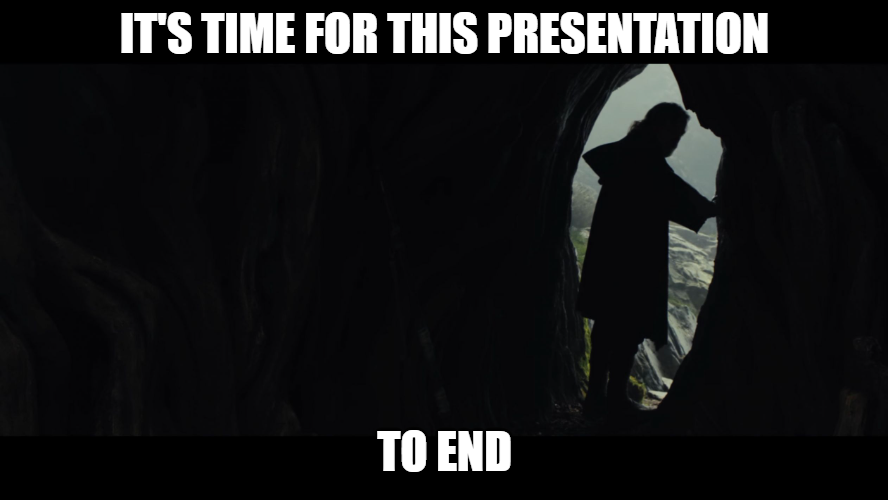 IT'S TIME FOR THIS PRESENTATION
TO END